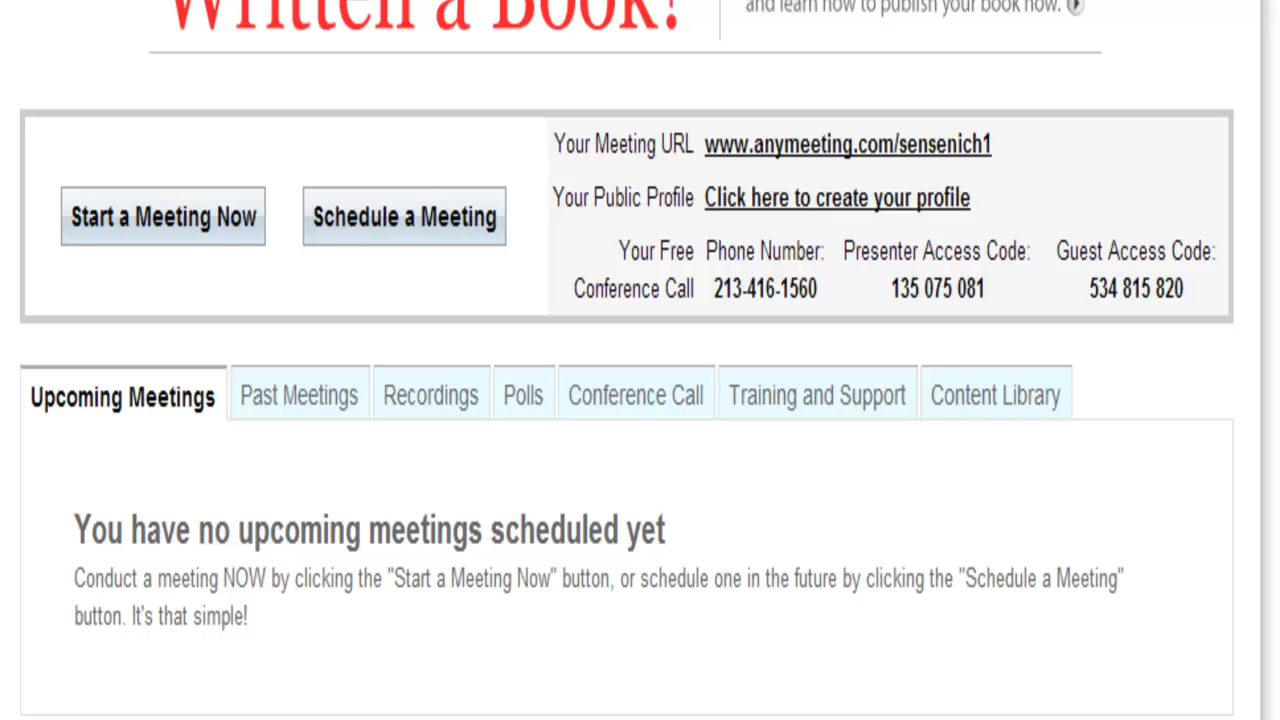 Written a Book!
and learn how to publish your book now.
Your Meeting URL www.anymeeting.com/sensenich1
Start a Meeting Now Schedule a Meeting Your Public Profile Click here to create your profile
Your Free Phone Number: Presenter Access Code: Guest Access Code:
Conference Call 213-416-1560 135 075 081 534 815 820
Upcoming Meetings Past Meetings Recordings Polls Conference Call Training and Support Content Library
You have no upcoming meetings scheduled yet
Conduct a meeting NOW by clicking the "Start a Meeting Now" button, or schedule one in the future by clicking the "Schedule a Meeting"
button. It's that simple!